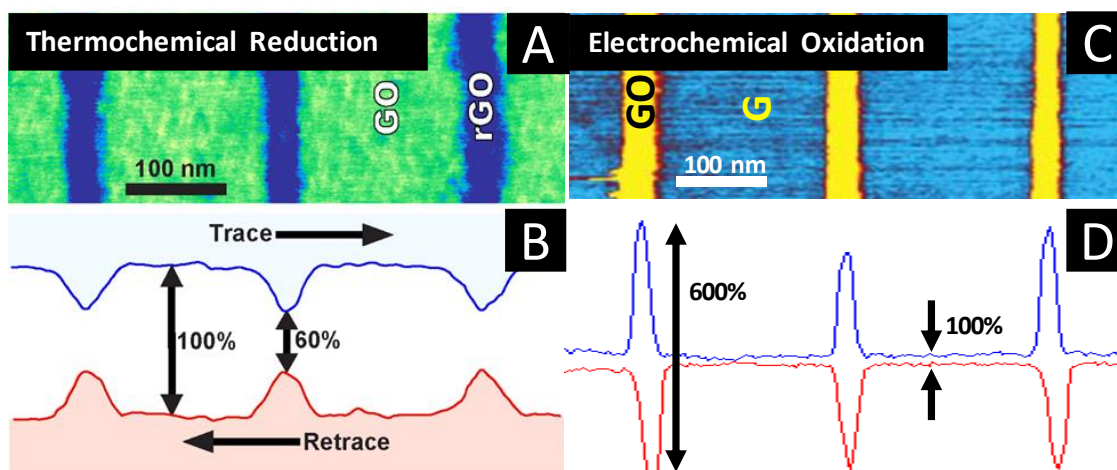 Thermochemical Reduction
A
GO
rGO
100 nm
Electrochemical Oxidation
C
GO
G
100 nm
Trace
B
100%
60%
Retrace
D
600%
100%